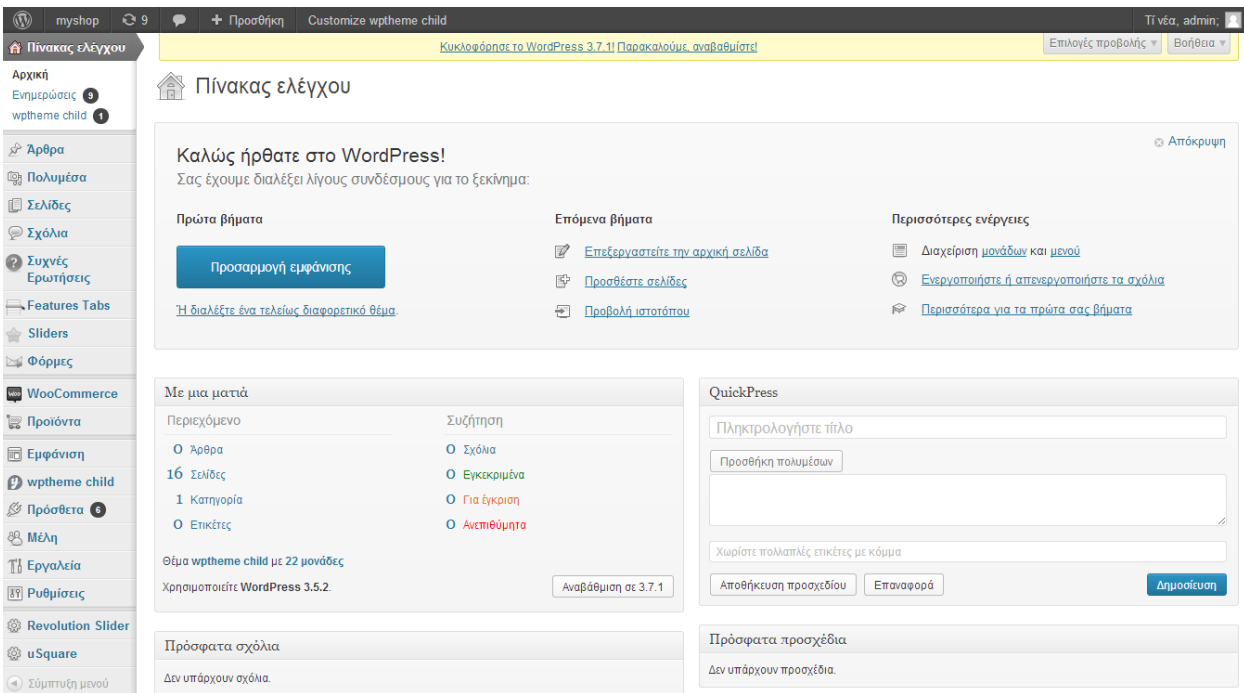 myshop 9 Προσθήκη Customize wptheme child Τί νέα, admin;
Πίνακας ελέγχου
Αρχική
Ενημερώσεις 9
wptheme child 1
Άρθρα
Πολυμέσα
Σελίδες
Σχόλια
Συχνές
Ερωτήσεις
Features Tabs
Sliders
Φόρμες
WooCommerce
Προϊόντα
Εμφάνιση
wptheme child
Πρόσθετα 6
Μέλη
Εργαλεία
Ρυθμίσεις
Revolution Slider
uSquare
Σύμπτυξη μενού
Κυκλοφόρησε το WordPress 3.7.1! Παρακαλούμε, αναβαθμίστε!
Επιλογές προβολής Βοήθεια
Πίνακας ελέγχου
Απόκρυψη
Καλώς ήρθατε στο WordPress!
Σας έχουμε διαλέξει λίγους συνδέσμους για το ξεκίνημα:
Πρώτα βήματα
Προσαρμογή εμφάνισης
Ή διαλέξτε ένα τελείως διαφορετικό θέμα.
Επόμενα βήματα
Επεξεργαστείτε την αρχική σελίδα
Προσθέστε σελίδες
Προβολή ιστοτόπου
Περισσότερες ενέργειες
Διαχείριση μονάδων και μενού
Ενεργοποιήστε ή απενεργοποιήστε τα σχόλια
Περισσότερα για τα πρώτα σας βήματα
Με μια ματιά
Περιεχόμενο Συζήτηση
0 Άρθρα 0 Σχόλια
16 Σελίδες 0 Εγκεκριμένα
1 Κατηγορία 0 Για έγκριση
0 Ετικέτες 0 Ανεπιθύμητα
Θέμα wptheme child με 22 μονάδες
Χρησιμοποιείτε WordPress 3.5.2. Αναβάθμιση σε 3.7.1
Πρόσφατα σχόλια
Δεν υπάρχουν σχόλια.
QuickPress
Πληκτρολογήστε τίτλο
Προσθήκη πολυμέσων
Χωρίστε πολλαπλές ετικέτες με κόμμα
Αποθήκευση προσχεδίου Επαναφορά Δημοσίευση
Πρόσφατα προσχέδια
Δεν υπάρχουν προσχέδια.